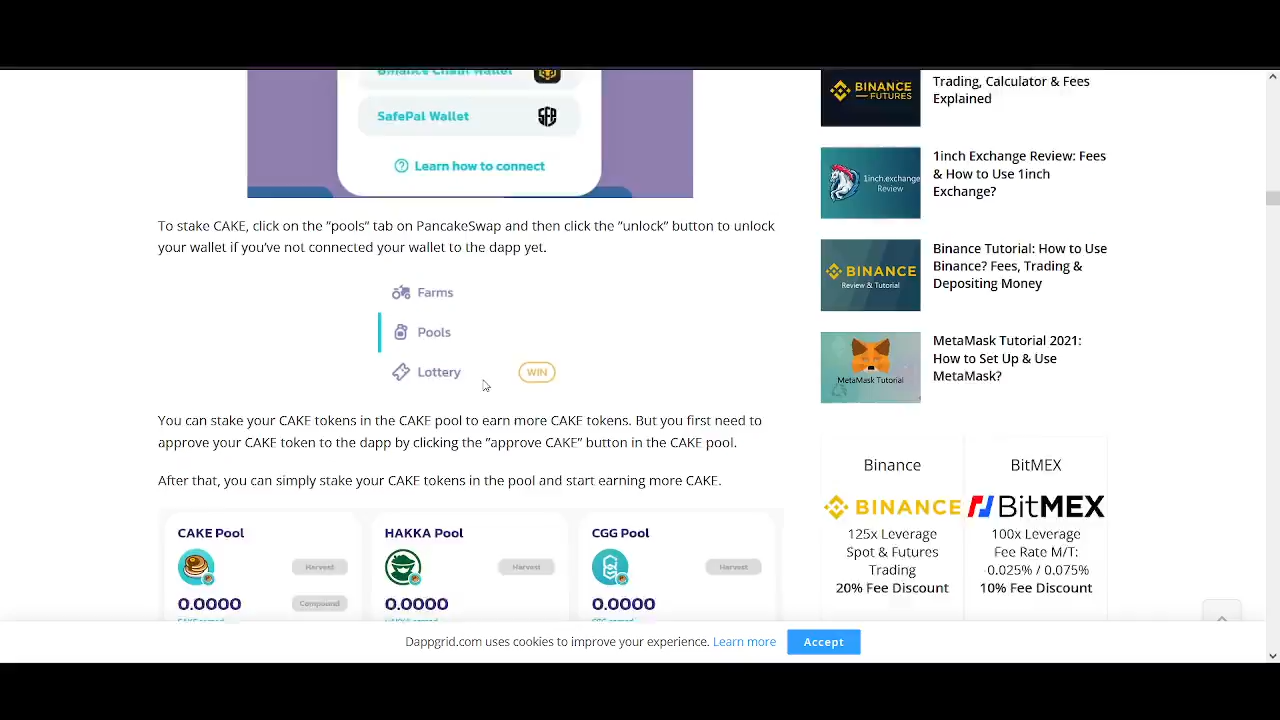 Binance Chain Wallet
SafePal Wallet
SFP
Learn how to connect
To stake CAKE, click on the “pools” tab on PancakeSwap and then click the “unlock” button to unlock
your wallet if you’ve not connected your wallet to the dapp yet.
Farms
Pools
Lottery
WIN
You can stake your CAKE tokens in the CAKE pool to earn more CAKE tokens. But you first need to
approve your CAKE token to the dapp by clicking the “approve CAKE” button in the CAKE pool.
After that, you can simply stake your CAKE tokens in the pool and start earning more CAKE.
CAKE Pool
Harvest
0.0000
Compound
HAKKA Pool
Harvest
0.0000
CGG Pool
Harvest
0.0000
BINANCE
FUTURES
Trading, Calculator & Fees
Explained
1inch.exchange
Review
1inch Exchange Review: Fees
& How to Use 1inch
Exchange?
BINANCE
Review & Tutorial
Binance Tutorial: How to Use
Binance? Fees, Trading &
Depositing Money
MetaMask Tutorial
MetaMask Tutorial 2021:
How to Set Up & Use
MetaMask?
Binance
BINANCE
125x Leverage
Spot & Futures
Trading
20% Fee Discount
BitMEX
BitMEX
100x Leverage
Fee Rate M/T:
-0.025% / 0.075%
10% Fee Discount
Dappgrid.com uses cookies to improve your experience. Learn more
Accept